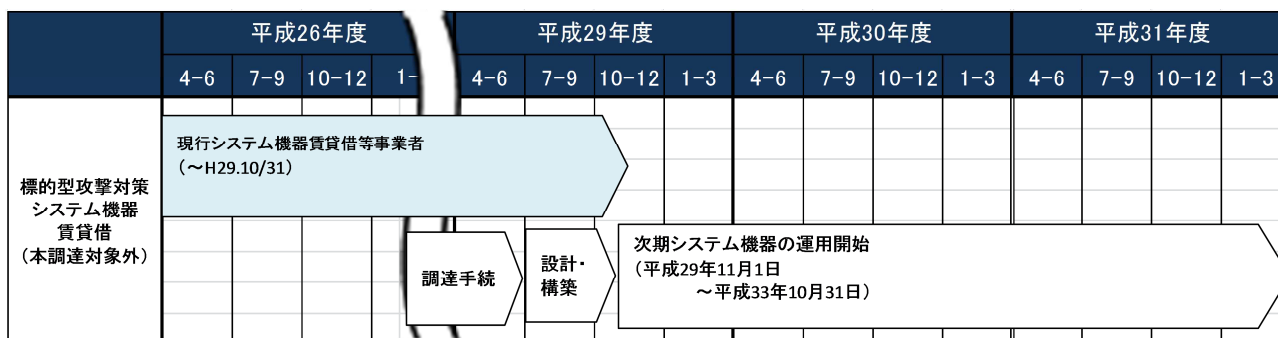 平成26年度 平成29年度 平成30年度 平成31年度
4−6 7−9 10−12 1− 4−6 7−9 10−12 1−3 4−6 7−9 10−12 1−3 4−6 7−9 10−12 1−3
現行システム機器賃貸借等事業者
（～H29.10/31）
標的型攻撃対策
システム機器
賃貸借
（本調達対象外）
調達手続
設計・
構築
次期システム機器の運用開始
（平成29年11月1日
～平成33年10月31日）